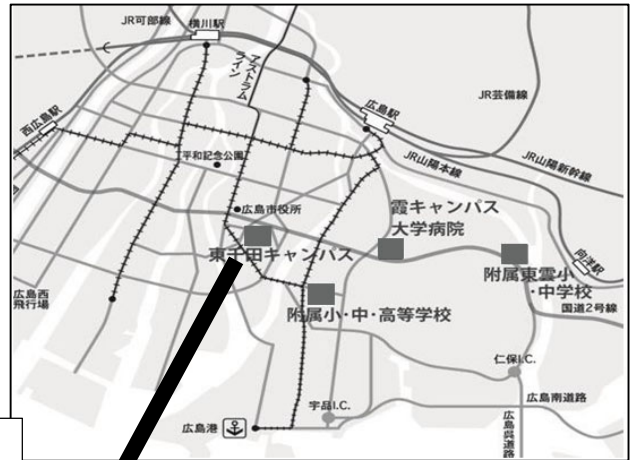 JR可部線
横川駅
アストラム
ライン
広島駅
JR芸備線
西広島駅
平和記念公園
JR山陽本線
JR山陽新幹線
広島市役所
霞キャンパス
大学病院
東千田キャンパス
向洋駅
附属東雲小
・中学校
広島西
飛行場
附属小・中・高等学校
国道2号線
仁保I.C.
宇品I.C.
広島南道路
広島港
広島呉道路